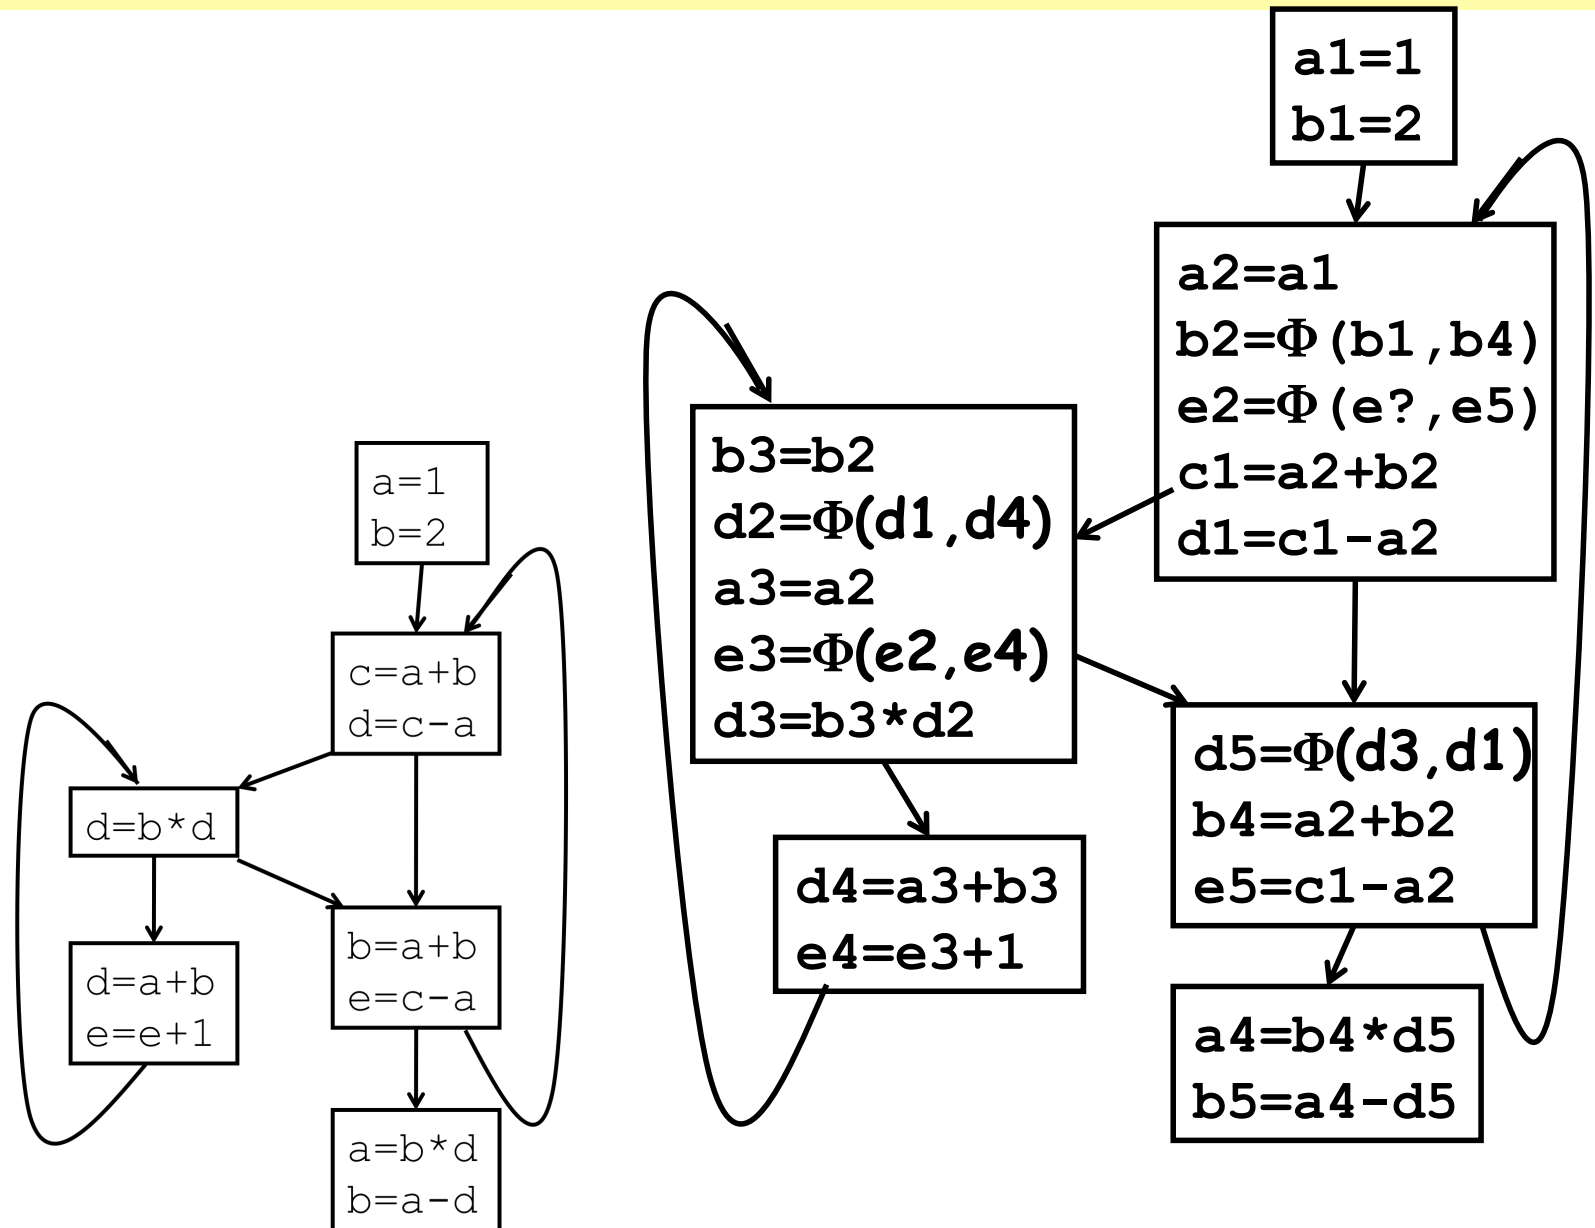 a=1
b=2
c=a+b
d=c-a
d=b*d
d=a+b
e=e+1
b=a+b
e=c-a
a=b*d
b=a-d
a1=1
b1=2
a2=a1
b2=Φ(b1,b4)
e2=Φ(e?,e5)
c1=a2+b2
d1=c1-a2
b3=b2
d2=Φ(d1,d4)
a3=a2
e3=Φ(e2,e4)
d3=b3*d2
d4=a3+b3
e4=e3+1
d5=Φ(d3,d1)
b4=a2+b2
e5=c1-a2
a4=b4*d5
b5=a4-d5